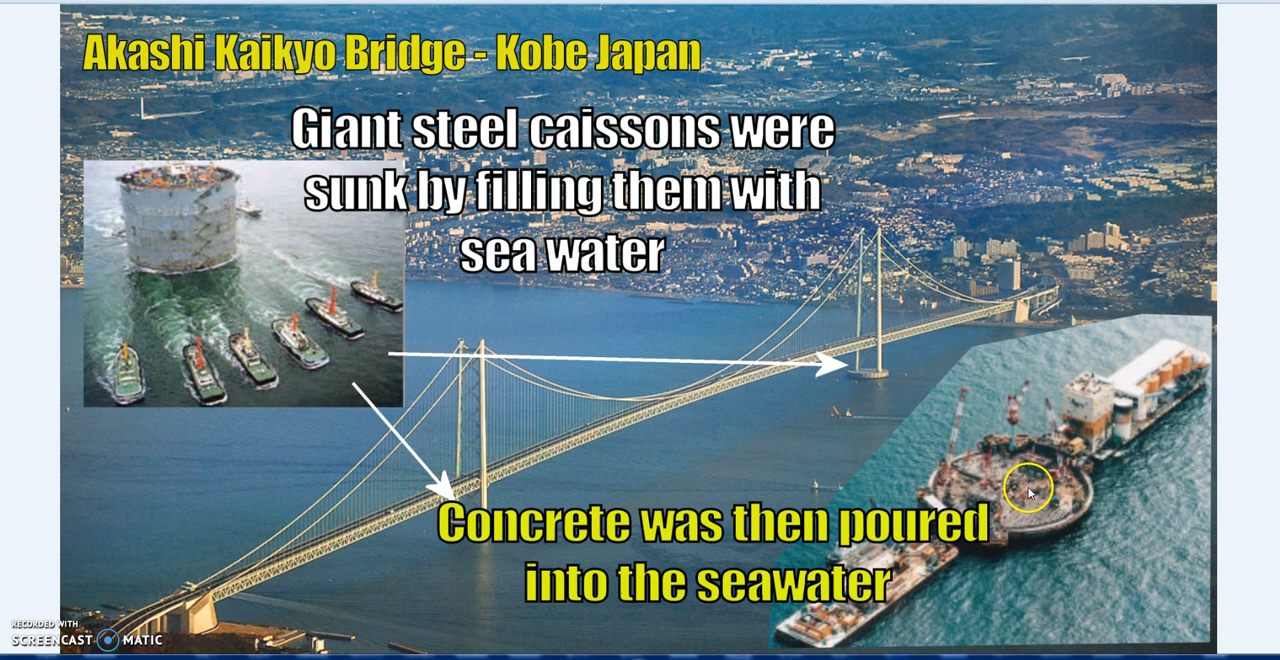 Akashi Kaikyo Bridge - Kobe Japan
Giant steel caissons were
sunk by filling them with
sea water
Concrete was then poured
into the seawater
RECORDED WITH
SCREENCAST MATIC